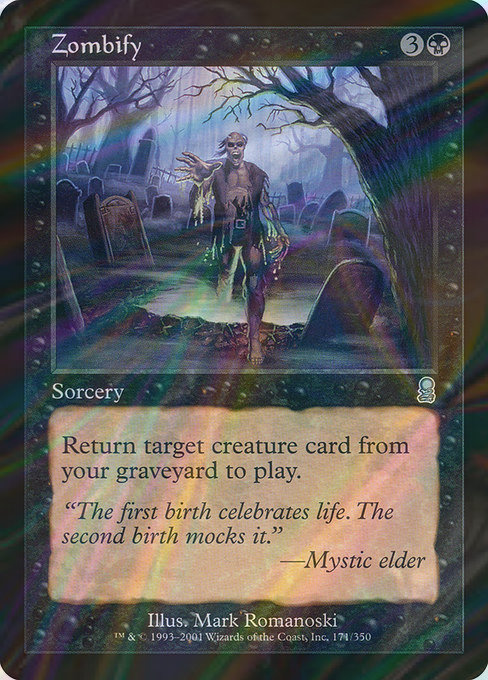 Zombify 3
Sorcery
Return target creature card from
your graveyard to play.
“The first birth celebrates life. The
second birth mocks it.”
—Mystic elder
Illus. Mark Romanoski
™ & © 1993–2001 Wizards of the Coast, Inc. 171/350